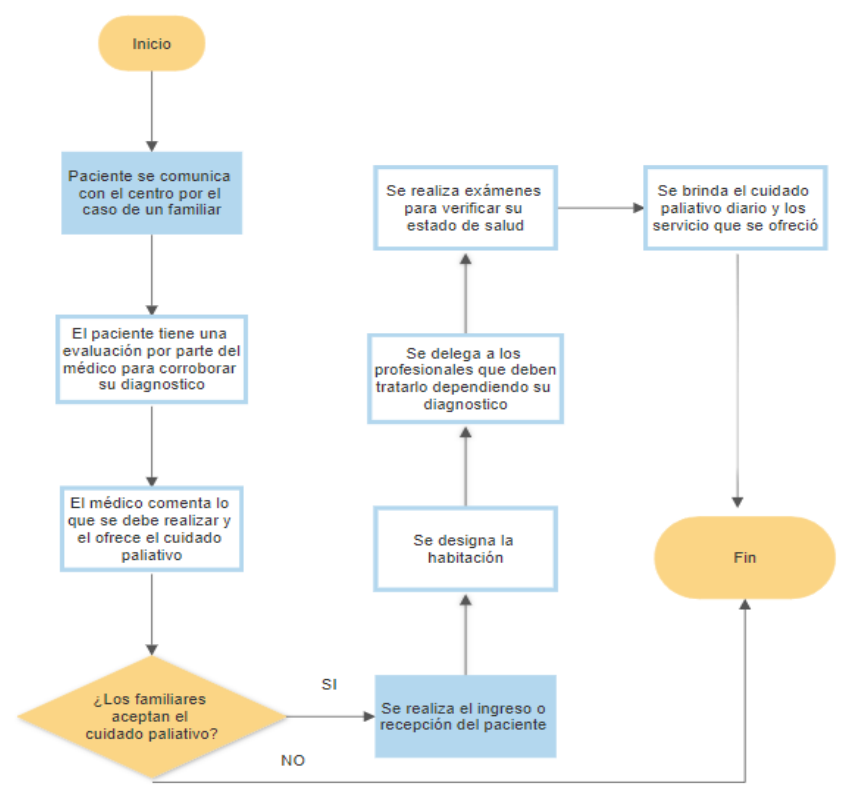 Inicio
Paciente se comunica
con el centro por el
caso de un familiar
El paciente tiene una
evaluación por parte del
médico para corroborar
su diagnostico
El médico comenta lo
que se debe realizar y
el ofrece el cuidado
paliativo
¿Los familiares
aceptan el
cuidado paliativo?
SI
NO
Se realiza el ingreso o
recepción del paciente
Se designa la
habitación
Se delega a los
profesionales que deben
tratarlo dependiendo su
diagnostico
Se realiza exámenes
para verificar su
estado de salud
Se brinda el cuidado
paliativo diario y los
servicio que se ofreció
Fin